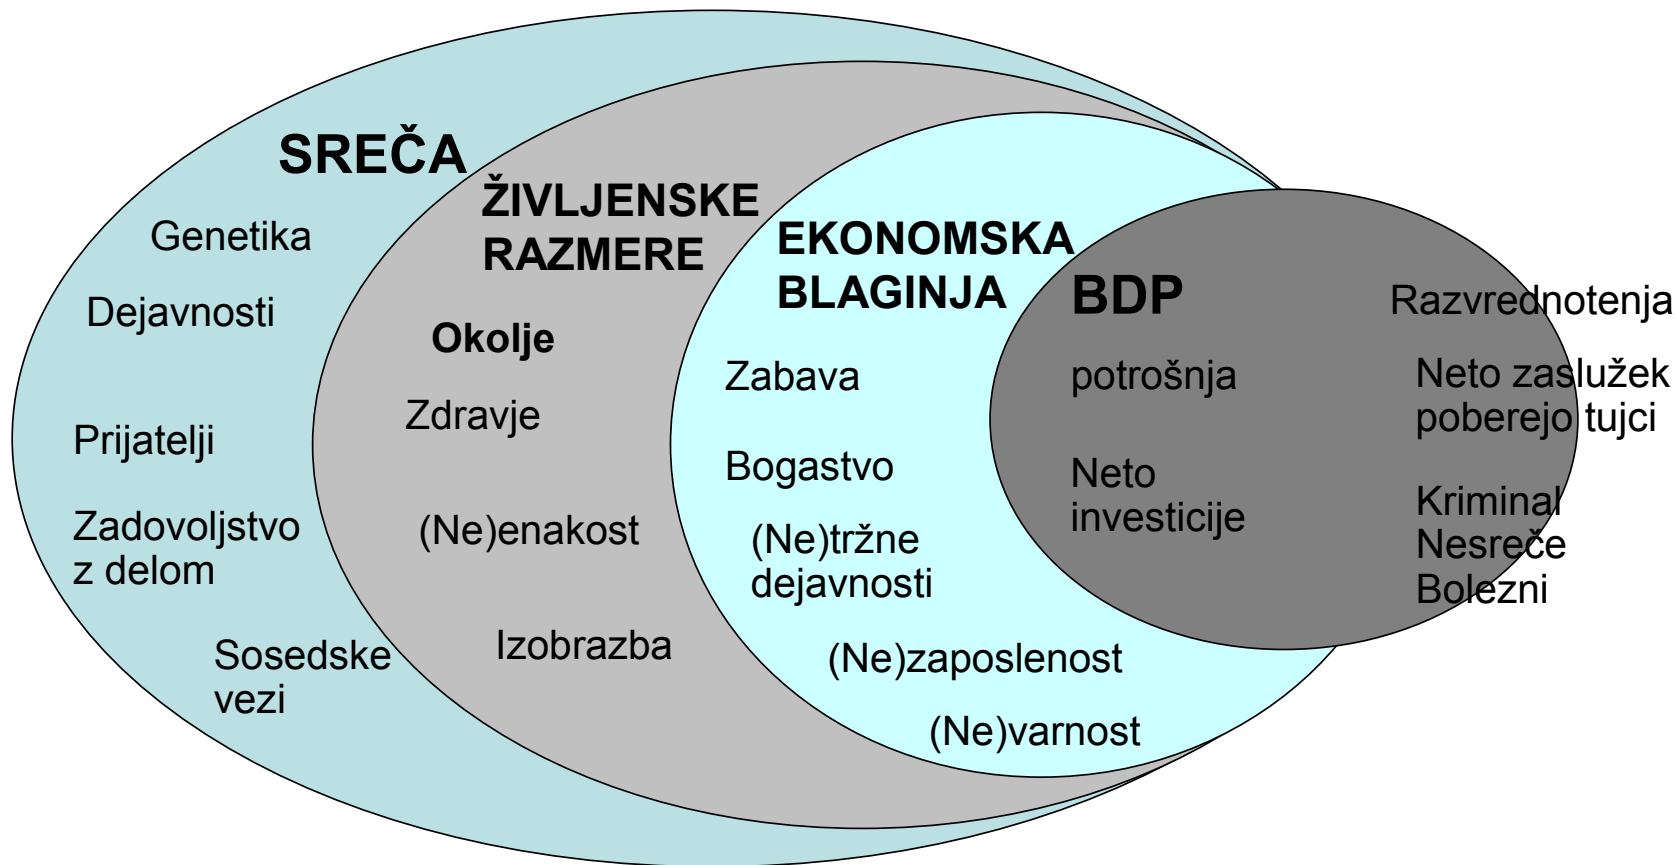 SREČA
Genetika
Dejavnosti
Prijatelji
Zadovoljstvo
z delom
Sosedske
vezi
ŽIVLJENSKE
RAZMERE
Okolje
Zdravje
(Ne)enakost
Izobrazba
EKONOMSKA
BLAGINJA
Zabava
Bogastvo
(Ne)tržne
dejavnosti
(Ne)zaposlenost
(Ne)varnost
BDP
potrošnja
Neto
investicije
Razvrednotenja
Neto zaslužek
poberejo tujci
Kriminal
Nesreče
Bolezni